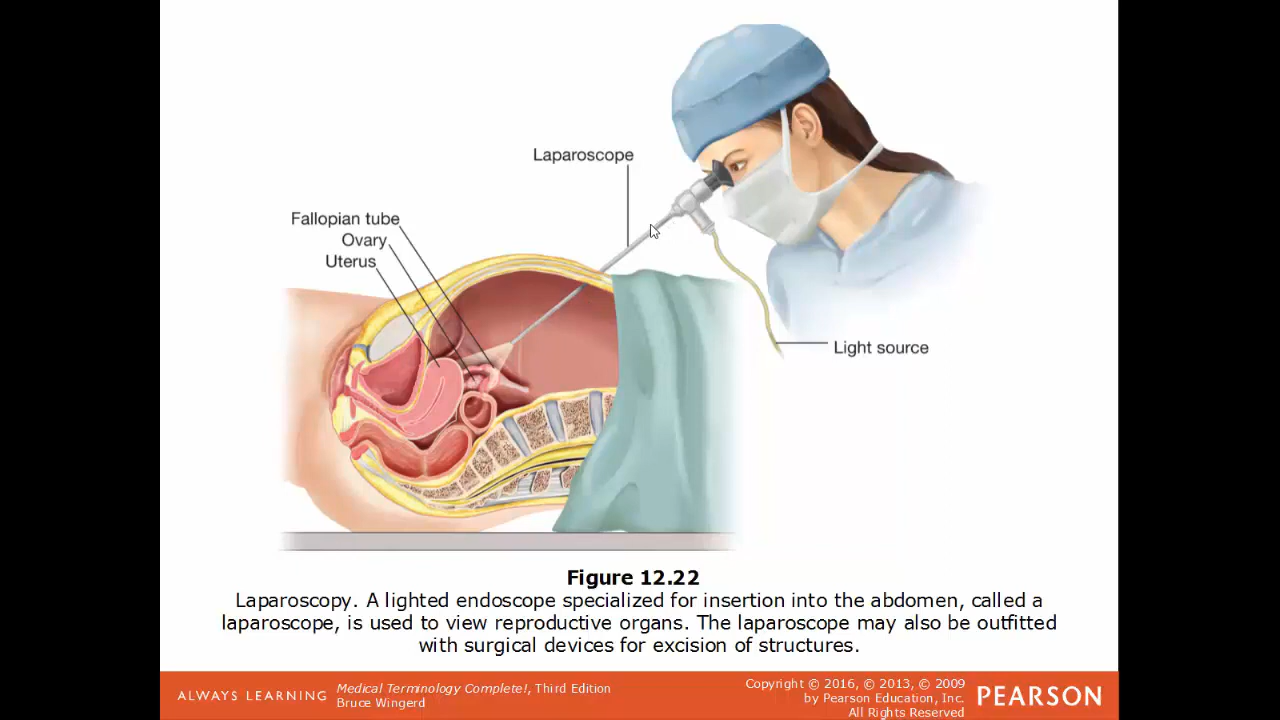 Laparoscope
Fallopian tube
Ovary
Uterus
Light source
Figure 12.22
Laparoscopy. A lighted endoscope specialized for insertion into the abdomen, called a
laparoscope, is used to view reproductive organs. The laparoscope may also be outfitted
with surgical devices for excision of structures.
ALWAYS LEARNING
Medical Terminology Complete!, Third Edition
Bruce Wingerd
Copyright © 2016, © 2013, © 2009
by Pearson Education, Inc.
All Rights Reserved
PEARSON